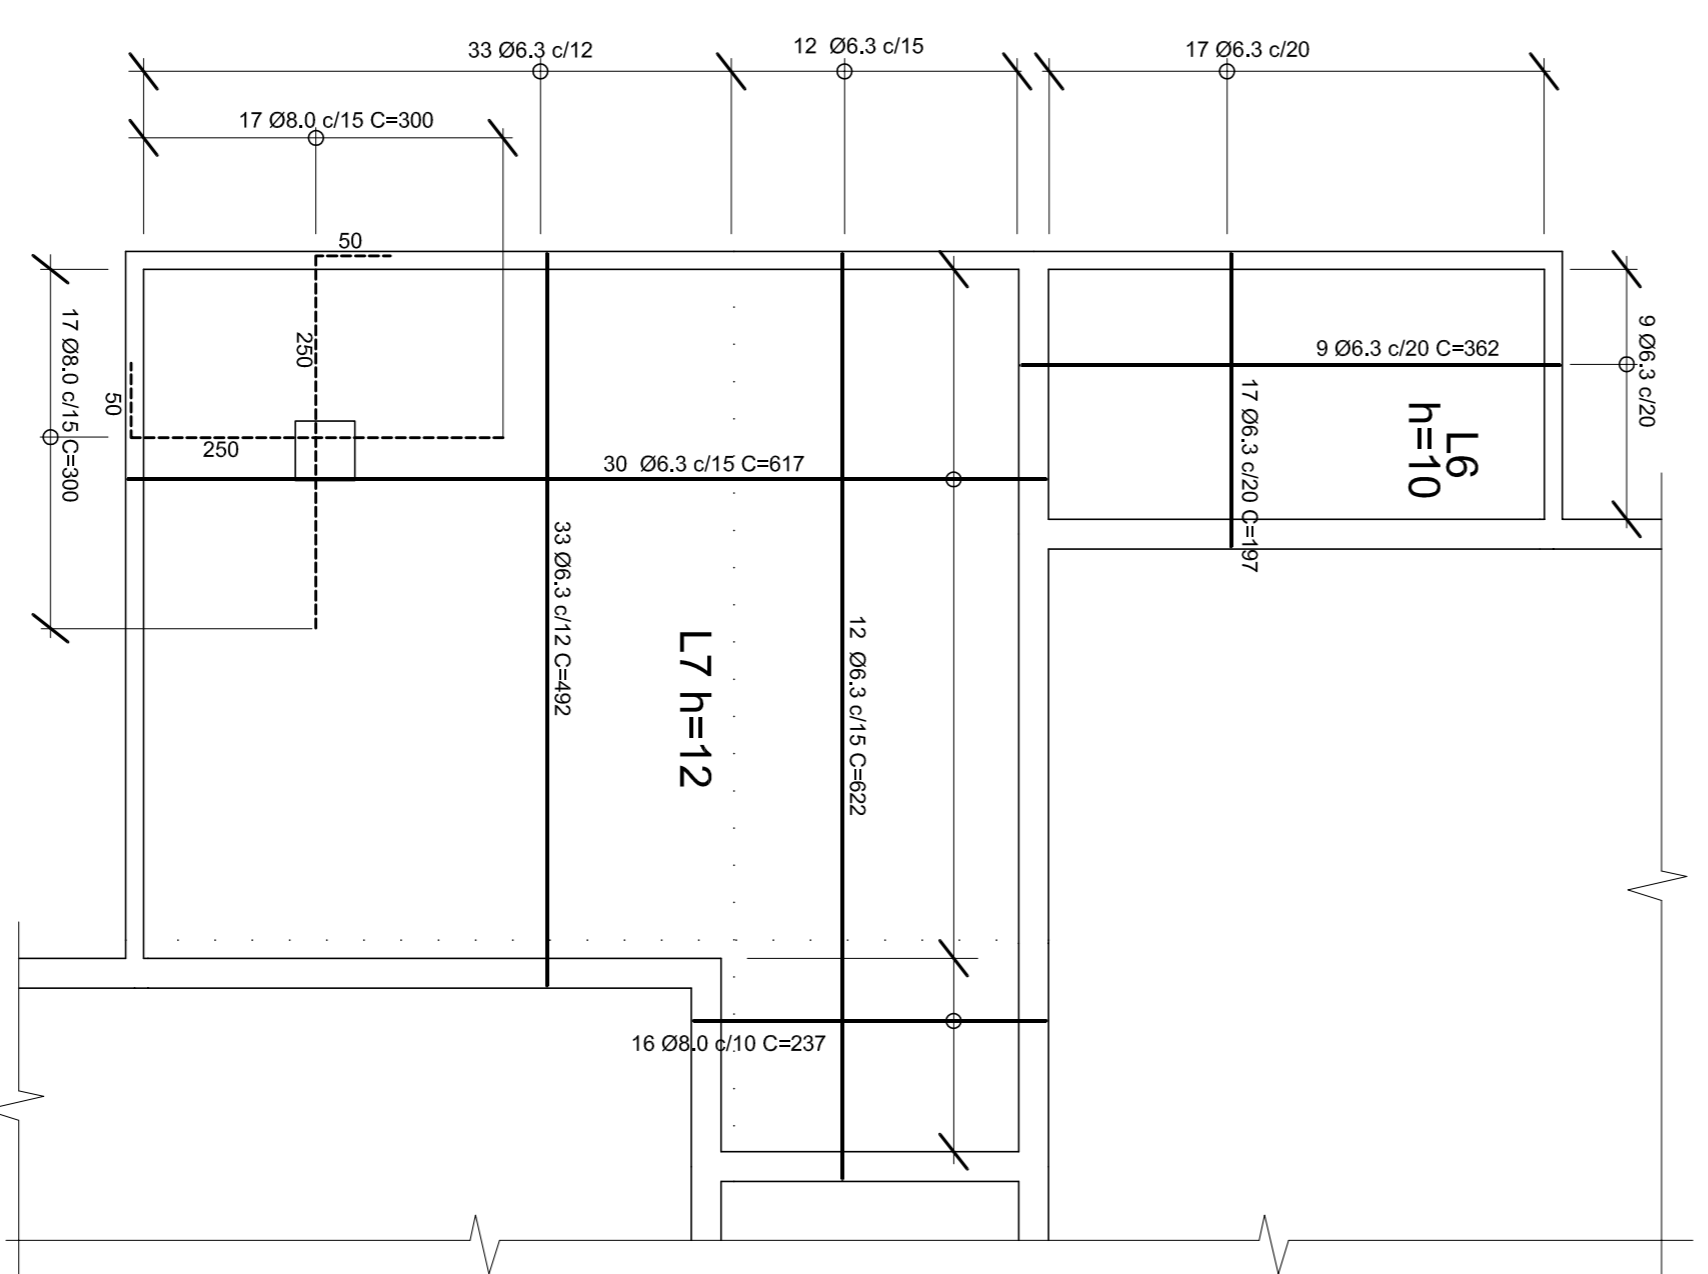 33 Ø6.3 c/12
12 Ø6.3 c/15
17 Ø6.3 c/20
17 Ø8.0 c/15 C=300
50
250
17 Ø8.0 c/15 C=300
50
250
9 Ø6.3 c/20 C=362
9 Ø6.3 c/20
17 Ø6.3 c/20 C=197
L6
h=10
30 Ø6.3 c/15 C=617
33 Ø6.3 c/12 C=492
L7 h=12
12 Ø6.3 c/15 C=622
16 Ø8.0 c/10 C=237